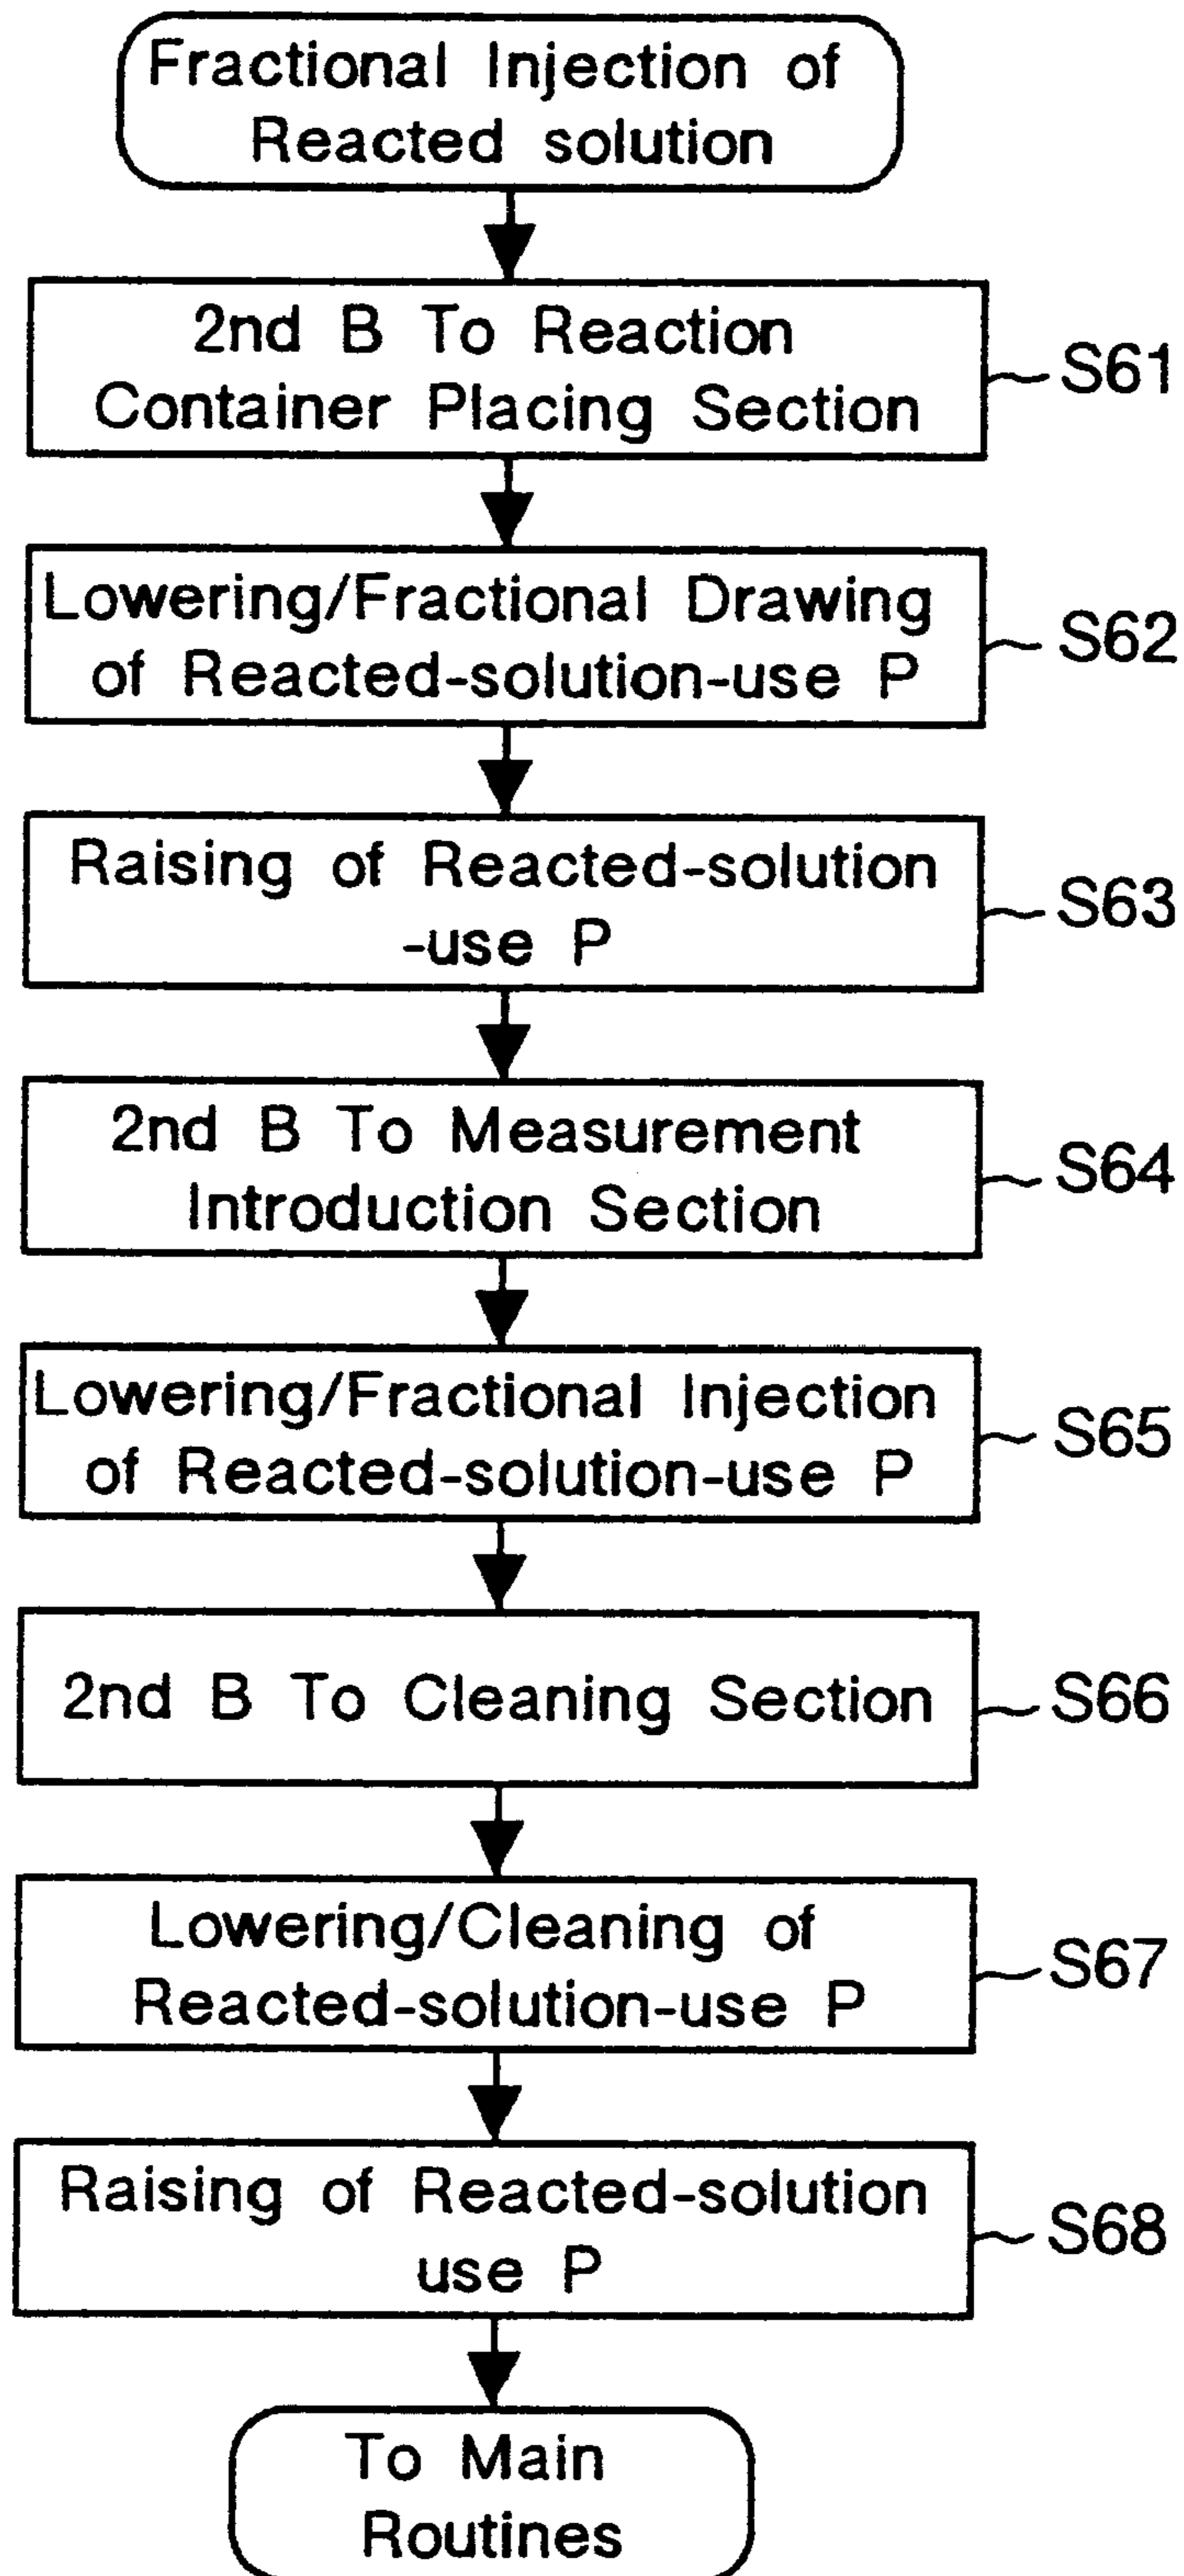 Fractional Injection of
Reacted solution
2nd B To Reaction
Container Placing Section
S61
Lowering/Fractional Drawing
of Reacted-solution-use P
S62
Raising of Reacted-solution
-use P
S63
2nd B To Measurement
Introduction Section
S64
Lowering/Fractional Injection
of Reacted-solution-use P
S65
2nd B To Cleaning Section
S66
Lowering/Cleaning of
Reacted-solution-use P
S67
Raising of Reacted-solution
use P
S68
To Main
Routines